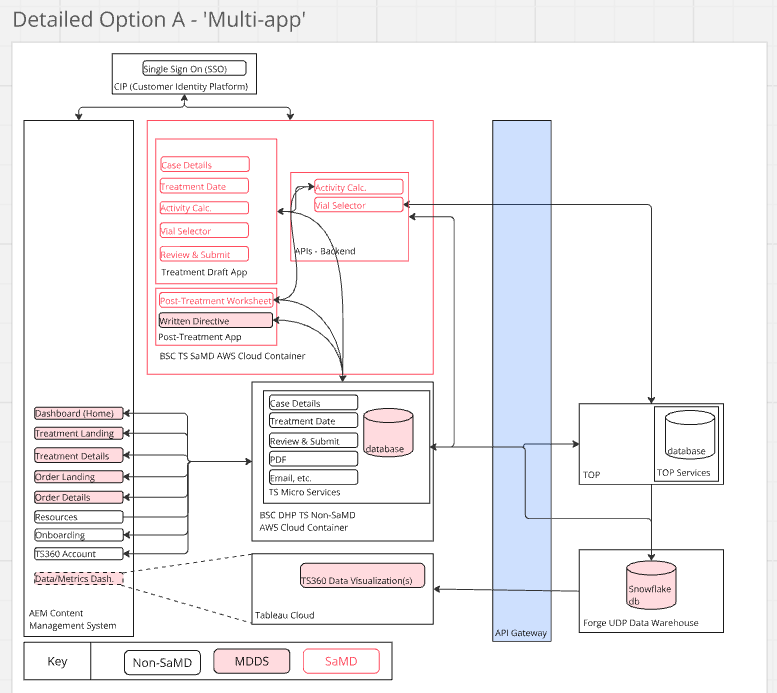 Detailed Option A - 'Multi-app'
Single Sign On (SSO)
CIP (Customer Identity Platform)
Case Details
Treatment Date
Activity Calc.
Vial Selector
Review & Submit
Treatment Draft App
Activity Calc.
Vial Selector
APIs - Backend
Post-Treatment Worksheet
Written Directive
Post-Treatment App
BSC TS SaMD AWS Cloud Container
Dashboard (Home)
Treatment Landing
Treatment Details
Order Landing
Order Details
Resources
Onboarding
TS360 Account
Data/Metrics Dash.
AEM Content
Management System
Case Details
Treatment Date
Review & Submit
PDF
Email, etc.
TS Micro Services
database
BSC DHP TS Non-SaMD
AWS Cloud Container
TS360 Data Visualization(s)
Tableau Cloud
API Gateway
database
TOP Services
TOP
Snowflake
db
Forge UDP Data Warehouse
Key
Non-SaMD
MDDS
SaMD